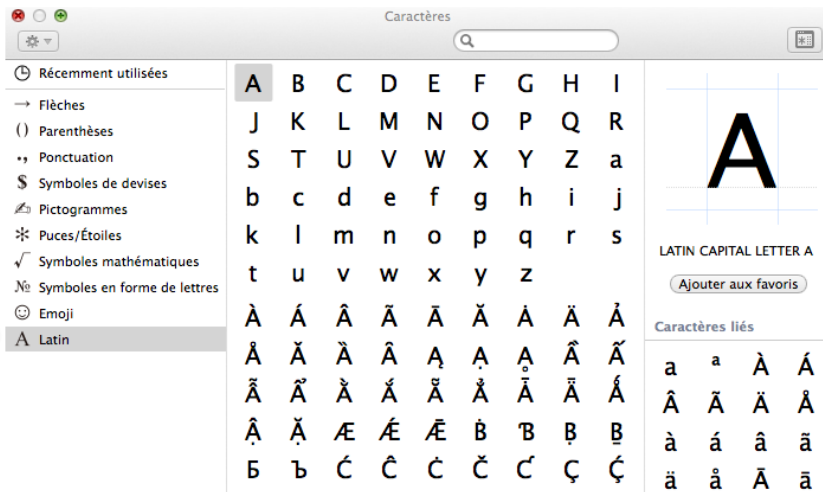 Caractères
Récemment utilisées
→ Flèches
() Parenthèses
•, Ponctuation
$ Symboles de devises
Pictogrammes
Puces/Étoiles
√ Symboles mathématiques
№ Symboles en forme de lettres
Emoji
A Latin
A B C D E F G H I
J K L M N O P Q R
S T U V W X Y Z a
b c d e f g h i j
k l m n o p q r s
t u v w x y z
À Á Â Ã Ā Ă Ȧ Ä Ả
Å Ǎ Ȁ Ȃ Ą Ạ Ḁ Ầ Ấ
Ẫ Ẩ Ằ Ắ Ẵ Ẳ Ǡ Ǟ Ǻ
Ậ Ặ Æ Ǽ Ǣ Ḃ Ɓ Ḅ Ḇ
Ƃ Ć Ĉ Ċ Č Ƈ Ç Ḉ
A
LATIN CAPITAL LETTER A
Ajouter aux favoris
Caractères liés
a ª À Á
Â Ã Ä Å
à á â ã
ä å Ā ā